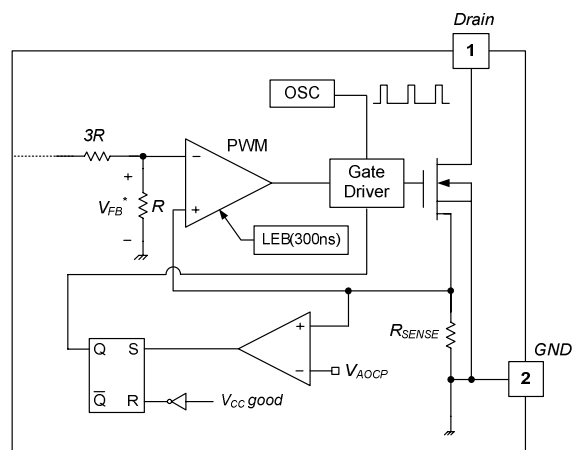 Drain
1
OSC
3R
PWM
−
+
Gate
Driver
+
V_FB* R
−
LEB(300ns)
+
R_SENSE
GND
2
Q S
−
V_AOCP
Q̅ R
V_CC good